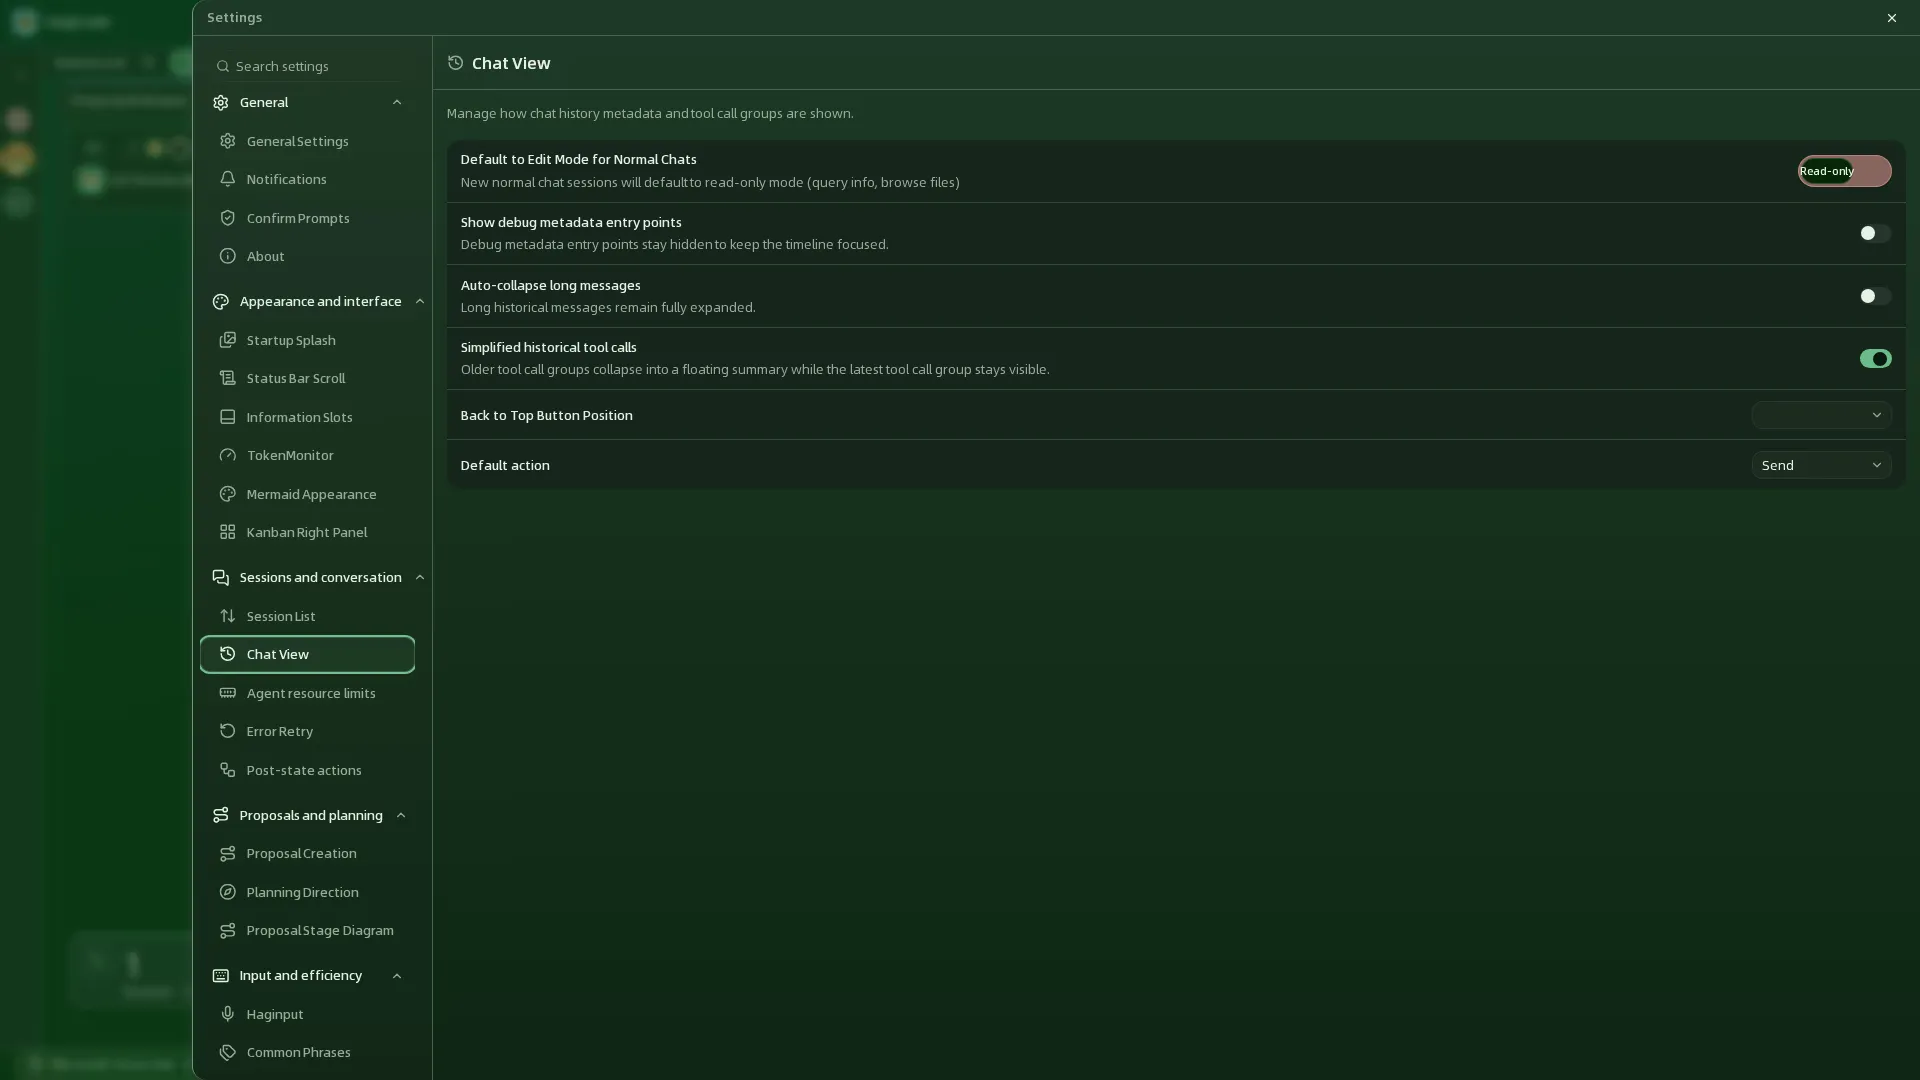 Settings
Search settings
General
General Settings
Notifications
Confirm Prompts
About
Appearance and interface
Startup Splash
Status Bar Scroll
Information Slots
TokenMonitor
Mermaid Appearance
Kanban Right Panel
Sessions and conversation
Session List
Chat View
Agent resource limits
Error Retry
Post-state actions
Proposals and planning
Proposal Creation
Planning Direction
Proposal Stage Diagram
Input and efficiency
Haginput
Common Phrases
Chat View
Manage how chat history metadata and tool call groups are shown.
Default to Edit Mode for Normal Chats
New normal chat sessions will default to read-only mode (query info, browse files)
Read-only
Show debug metadata entry points
Debug metadata entry points stay hidden to keep the timeline focused.
Auto-collapse long messages
Long historical messages remain fully expanded.
Simplified historical tool calls
Older tool call groups collapse into a floating summary while the latest tool call group stays visible.
Back to Top Button Position
Default action
Send